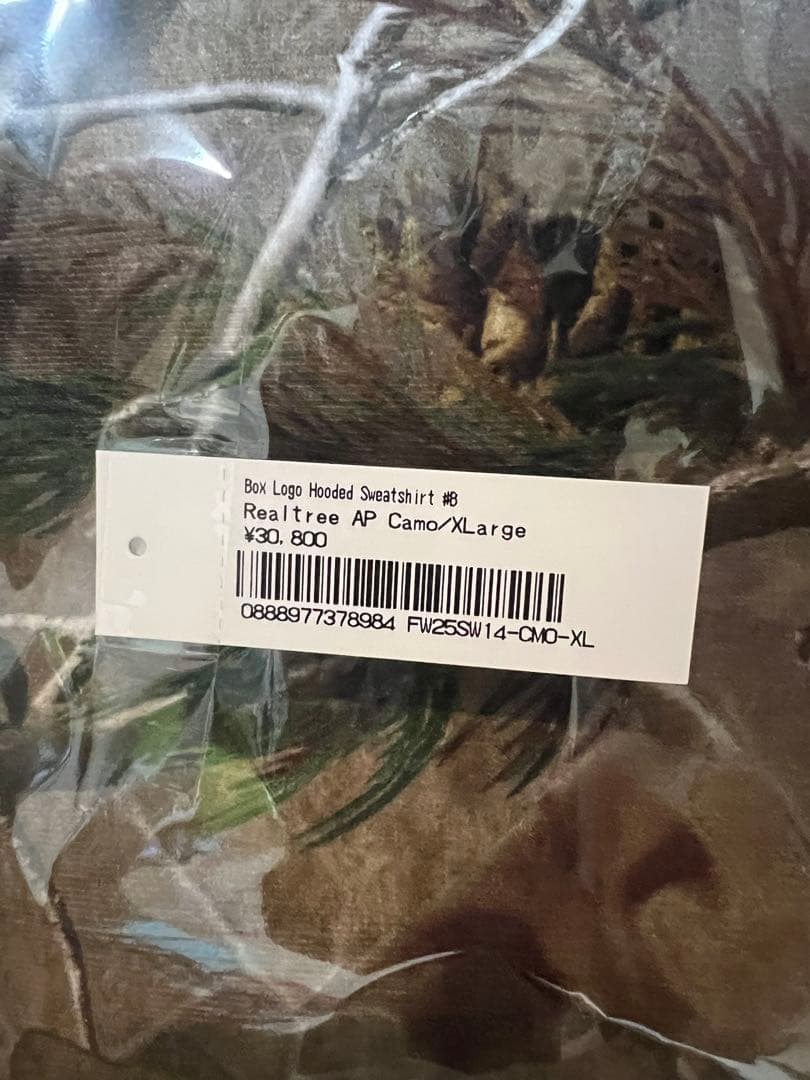 Box Logo Hooded Sweatshirt #8
Realtree AP Camo/XLarge
¥30,800
0888977378984 FW25SW14-CMO-XL